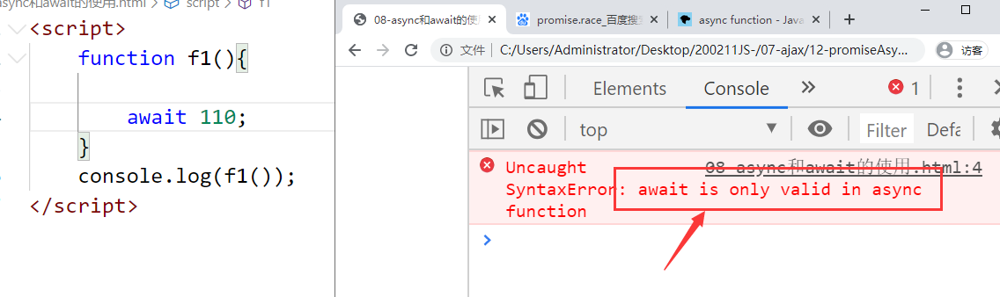 async和await的使用.html > script > f1
<script>
function f1(){
await 110;
}
console.log(f1());
</script>
08-async和await的使用
promise.race_百度搜索
async function - Java
文件 | C:/Users/Administrator/Desktop/200211JS-/07-ajax/12-promiseAsy...
访客
Elements Console 1
top Filter Defa
Uncaught 08-async和await的使用.html:4
SyntaxError: await is only valid in async
function